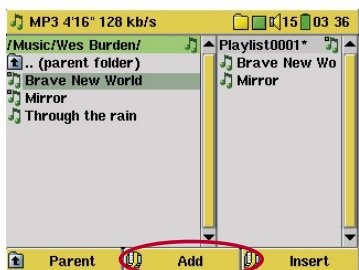 MP3 4'16" 128 kb/s 15 03 36
/Music/Wes Burden/
.. (parent folder)
Brave New World
Mirror
Through the rain
Playlist0001*
Brave New Wo
Mirror
Parent Add Insert